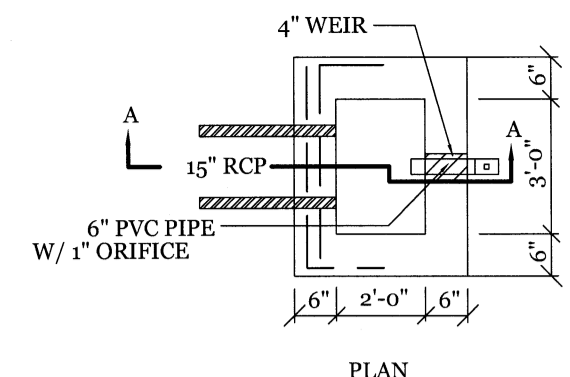 4" WEIR
6"
A
A
15" RCP
3'-0"
6" PVC PIPE
W/ 1" ORIFICE
6"
6"
2'-0"
6"
PLAN